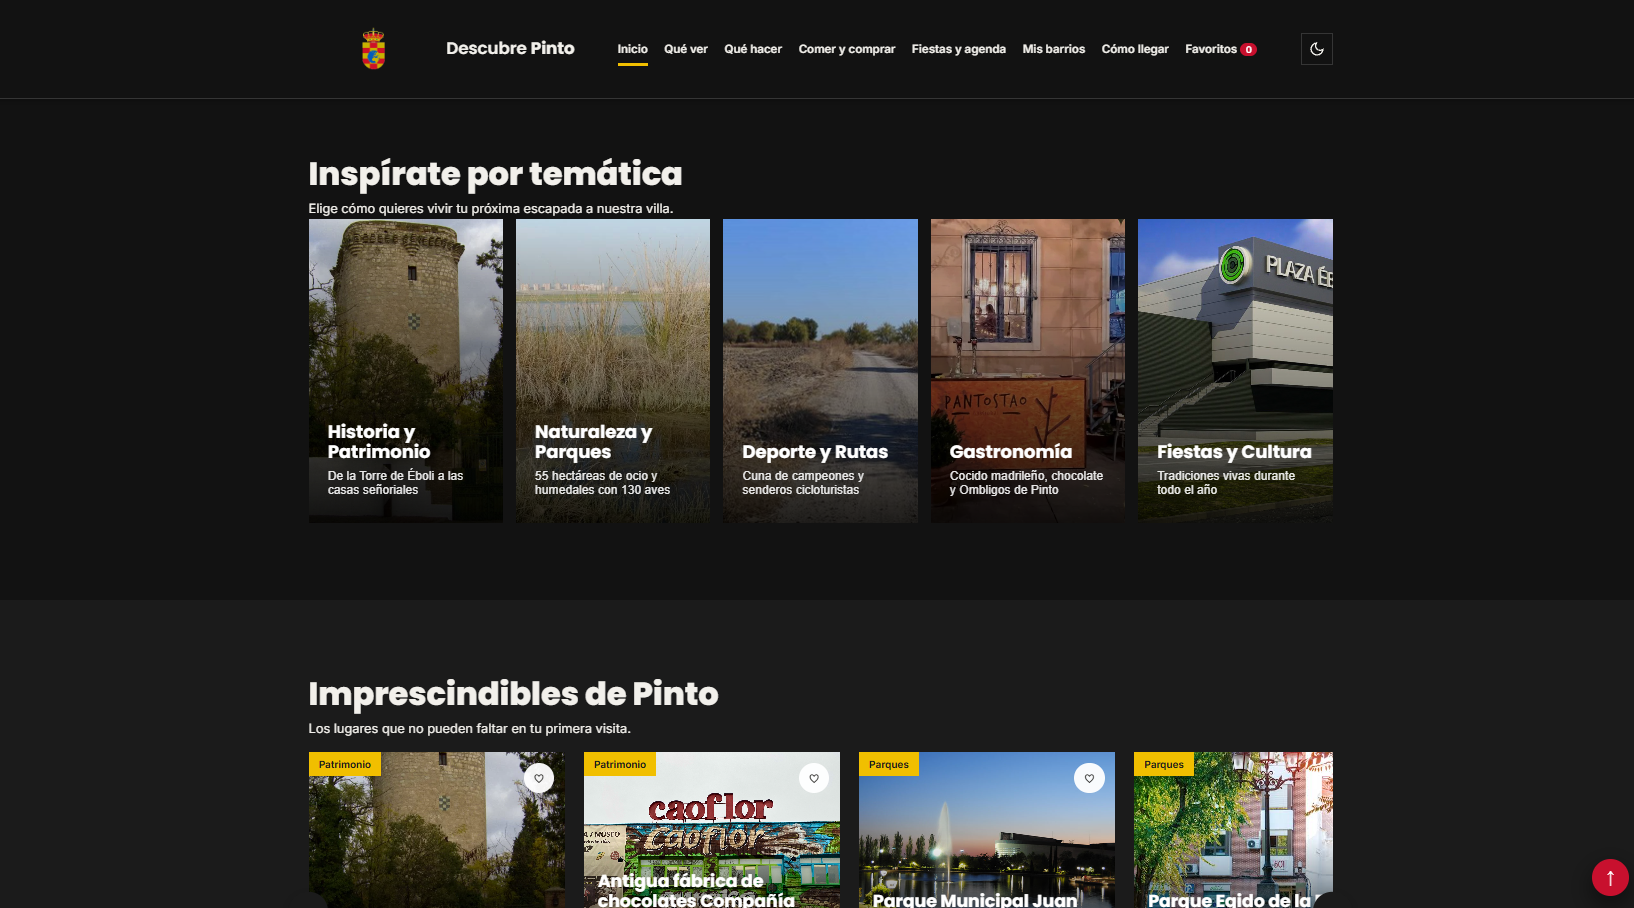 Descubre Pinto
Inicio
Qué ver
Qué hacer
Comer y comprar
Fiestas y agenda
Mis barrios
Cómo llegar
Favoritos 0
Inspírate por temática
Elige cómo quieres vivir tu próxima escapada a nuestra villa.
PLAZA ÉB
PANTOSTAO
Historia y
Patrimonio
De la Torre de Éboli a las
casas señoriales
Naturaleza y
Parques
55 hectáreas de ocio y
humedales con 130 aves
Deporte y Rutas
Cuna de campeones y
senderos cicloturistas
Gastronomía
Cocido madrileño, chocolate
y Ombligos de Pinto
Fiestas y Cultura
Tradiciones vivas durante
todo el año
Imprescindibles de Pinto
Los lugares que no pueden faltar en tu primera visita.
Patrimonio
Patrimonio
caoflor
caoflor
Antigua fábrica de
chocolates Compañía
Parques
Parque Municipal Juan
Parques
Parque Egido de la